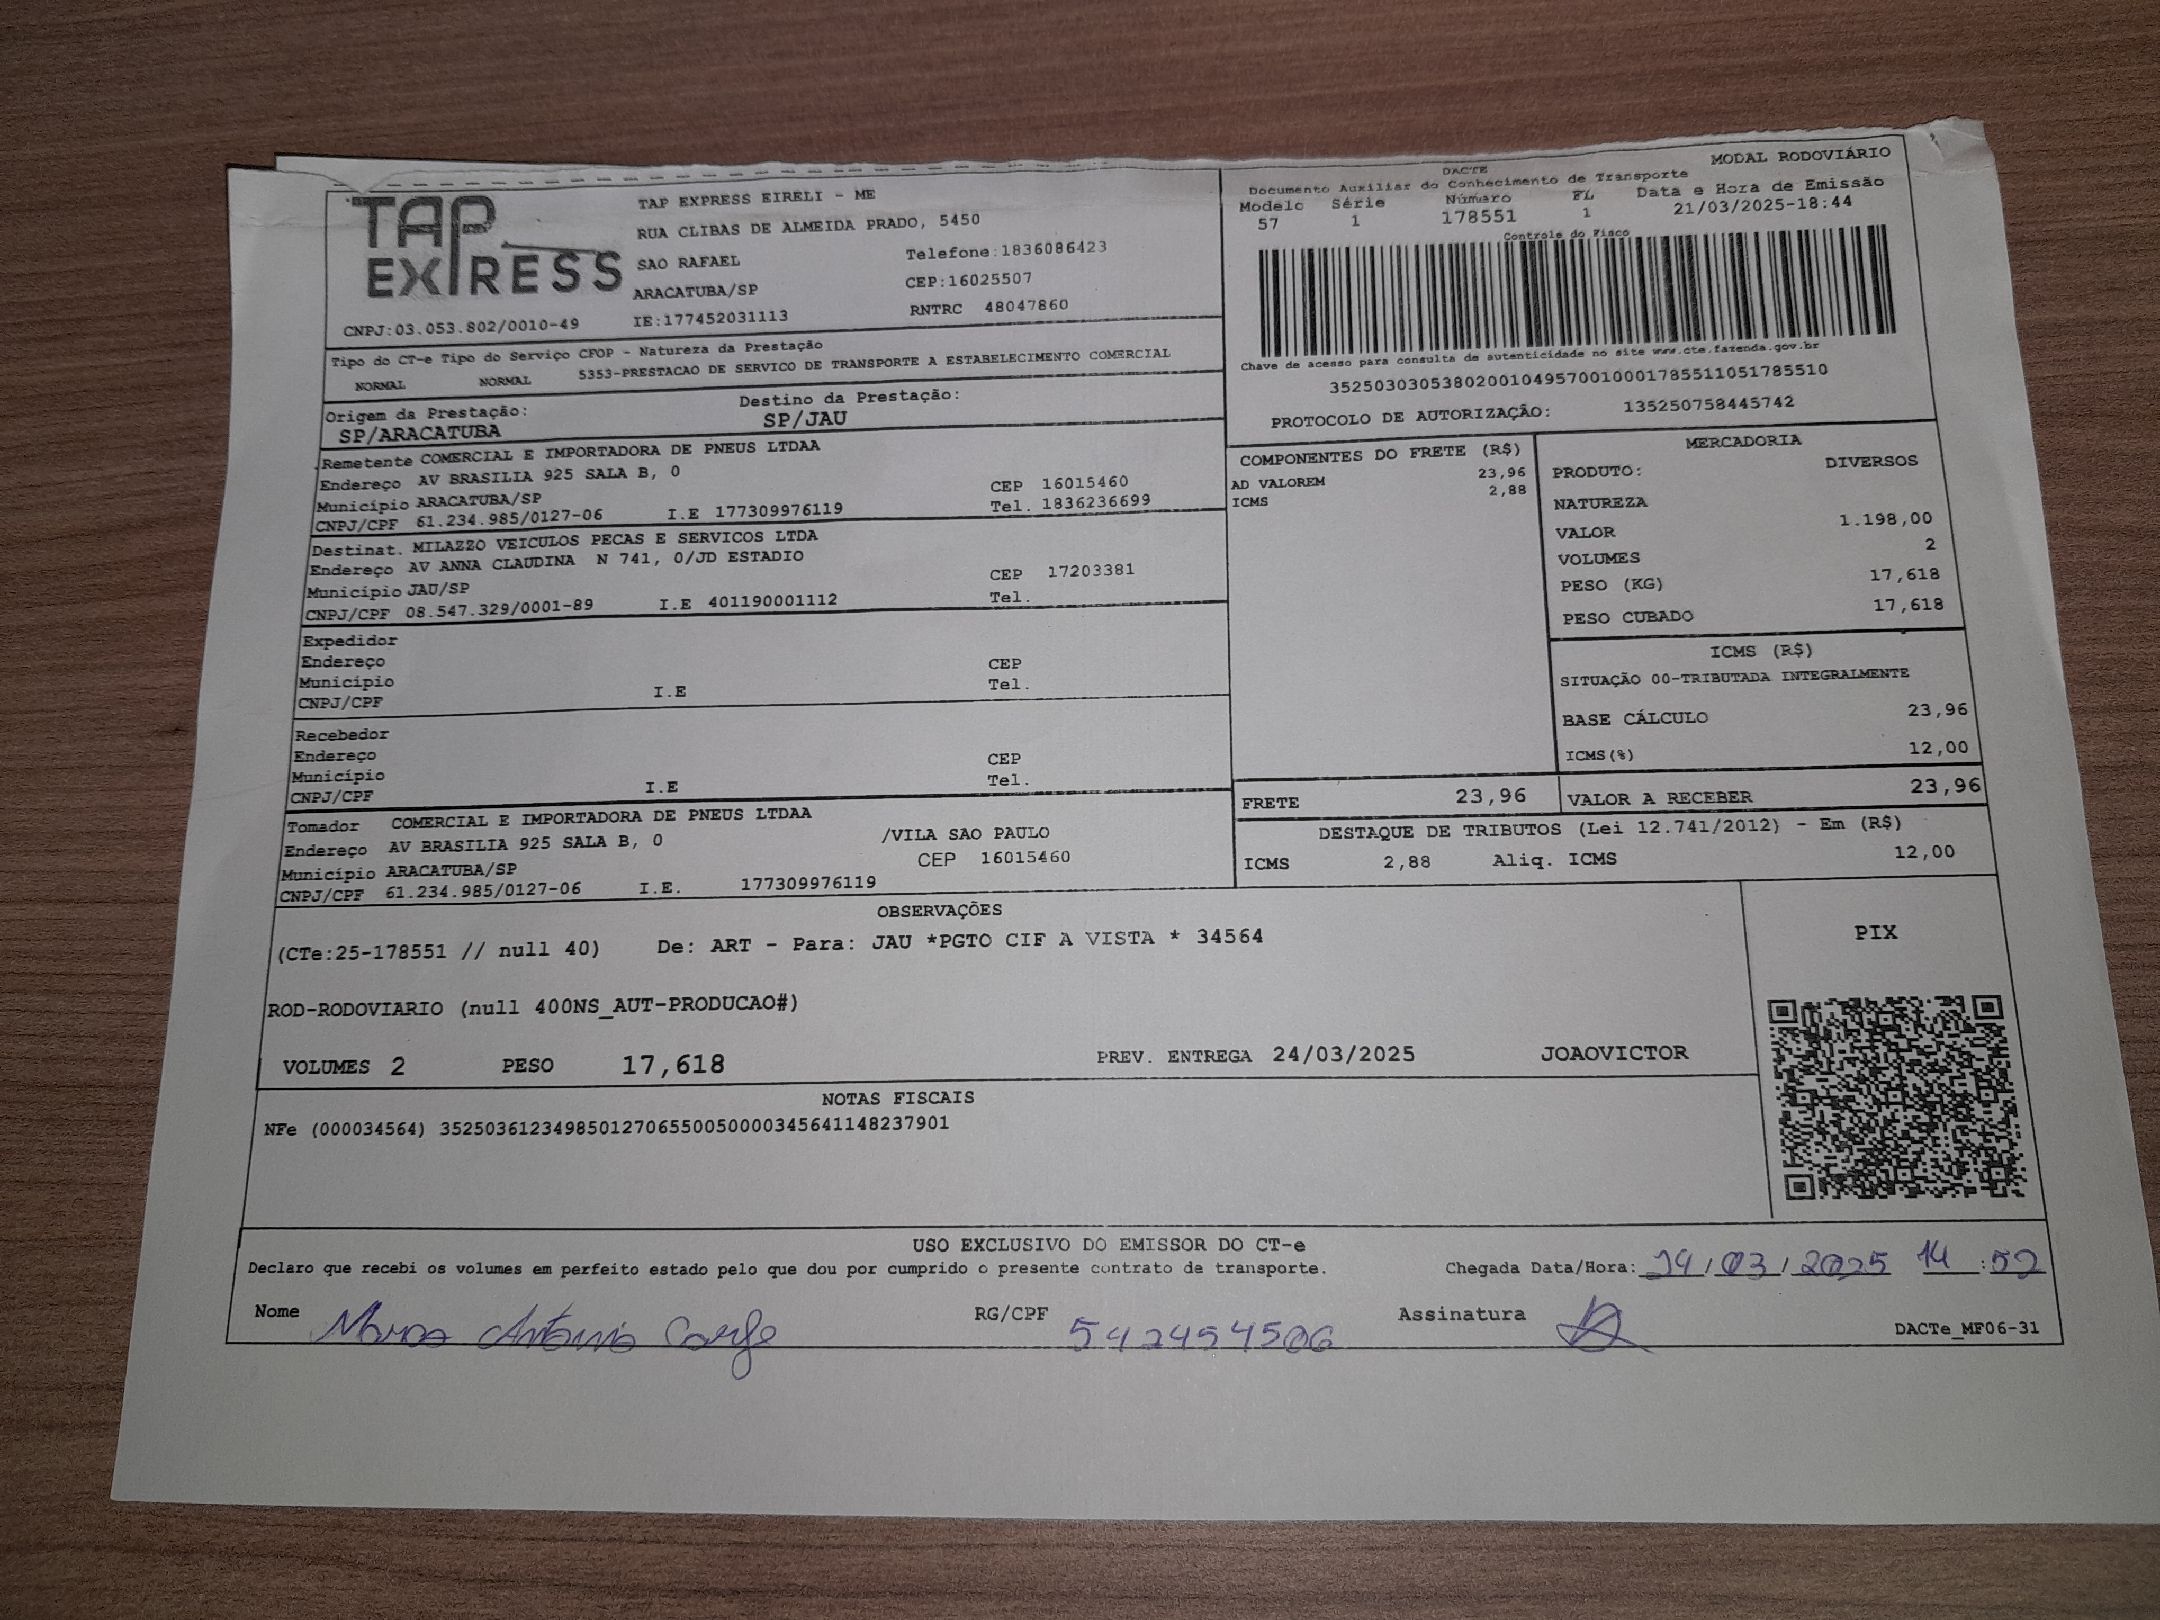 TAP EXPRESS
TAP EXPRESS EIRELI - ME
RUA CLIBAS DE ALMEIDA PRADO, 5450
SAO RAFAEL Telefone:1836086423
ARACATUBA/SP CEP:16025507
CNPJ:03.053.802/0010-49 IE:177452031113 RNTRC 48047860
DACTE MODAL RODOVIÁRIO
Documento Auxiliar do Conhecimento de Transporte
Modelo Série Número FL Data e Hora de Emissão
57 1 178551 1 21/03/2025-18:44
Controle do Fisco
Chave de acesso para consulta de autenticidade no site www.cte.fazenda.gov.br
35250303053802001049570010001785511051785510
PROTOCOLO DE AUTORIZAÇÃO: 135250758445742
Tipo do CT-e Tipo do Serviço CFOP - Natureza da Prestação
NORMAL NORMAL 5353-PRESTACAO DE SERVICO DE TRANSPORTE A ESTABELECIMENTO COMERCIAL
Origem da Prestação: Destino da Prestação:
SP/ARACATUBA SP/JAU
Remetente COMERCIAL E IMPORTADORA DE PNEUS LTDAA
Endereço AV BRASILIA 925 SALA B, 0 CEP 16015460
Município ARACATUBA/SP Tel. 1836236699
CNPJ/CPF 61.234.985/0127-06 I.E 177309976119
Destinat. MILAZZO VEICULOS PECAS E SERVICOS LTDA
Endereço AV ANNA CLAUDINA N 741, 0/JD ESTADIO CEP 17203381
Município JAU/SP Tel.
CNPJ/CPF 08.547.329/0001-89 I.E 401190001112
Expedidor
Endereço CEP
Município Tel.
CNPJ/CPF I.E
Recebedor
Endereço CEP
Município Tel.
CNPJ/CPF I.E
Tomador COMERCIAL E IMPORTADORA DE PNEUS LTDAA
Endereço AV BRASILIA 925 SALA B, 0 /VILA SAO PAULO
Município ARACATUBA/SP CEP 16015460
CNPJ/CPF 61.234.985/0127-06 I.E. 177309976119
COMPONENTES DO FRETE (R$)
AD VALOREM 23,96
ICMS 2,88
MERCADORIA
PRODUTO: DIVERSOS
NATUREZA
VALOR 1.198,00
VOLUMES 2
PESO (KG) 17,618
PESO CUBADO 17,618
ICMS (R$)
SITUAÇÃO 00-TRIBUTADA INTEGRALMENTE
BASE CÁLCULO 23,96
ICMS(%) 12,00
FRETE 23,96 VALOR A RECEBER 23,96
DESTAQUE DE TRIBUTOS (Lei 12.741/2012) - Em (R$)
ICMS 2,88 Aliq. ICMS 12,00
OBSERVAÇÕES
(CTe:25-178551 // null 40) De: ART - Para: JAU *PGTO CIF A VISTA * 34564
ROD-RODOVIARIO (null 400NS_AUT-PRODUCAO#)
VOLUMES 2 PESO 17,618 PREV. ENTREGA 24/03/2025 JOAOVICTOR
PIX
NOTAS FISCAIS
NFe (000034564) 35250361234985012706550050000345641148237901
USO EXCLUSIVO DO EMISSOR DO CT-e
Declaro que recebi os volumes em perfeito estado pelo que dou por cumprido o presente contrato de transporte. Chegada Data/Hora: 24/03/2025 14:52
Nome Antonio RG/CPF 542454506 Assinatura
DACTe_MF06-31